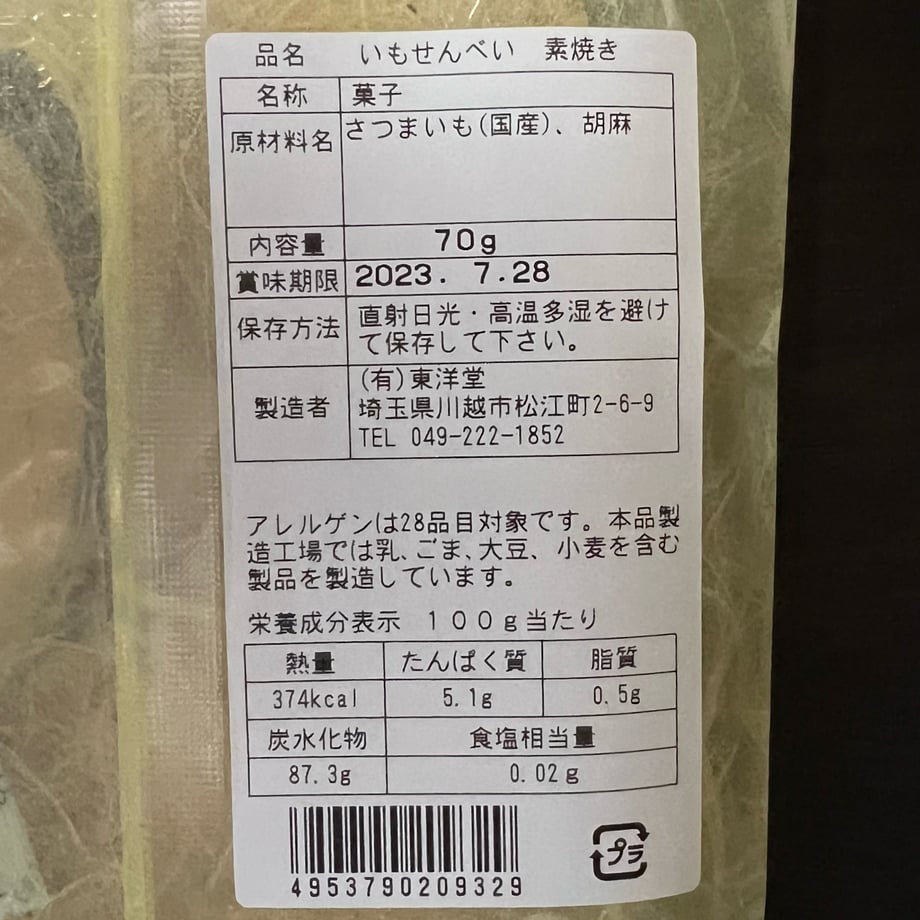 品名 いもせんべい 素焼き
名称 菓子
原材料名 さつまいも(国産)、胡麻
内容量 70g
賞味期限 2023. 7.28
保存方法 直射日光・高温多湿を避け
て保存して下さい。
製造者 (有)東洋堂
埼玉県川越市松江町2-6-9
TEL 049-222-1852
アレルゲンは28品目対象です。本品製
造工場では乳、ごま、大豆、小麦を含む
製品を製造しています。
栄養成分表示 100g当たり
熱量 たんぱく質 脂質
374kcal 5.1g 0.5g
炭水化物 食塩相当量
87.3g 0.02g
4953790209329
プラ